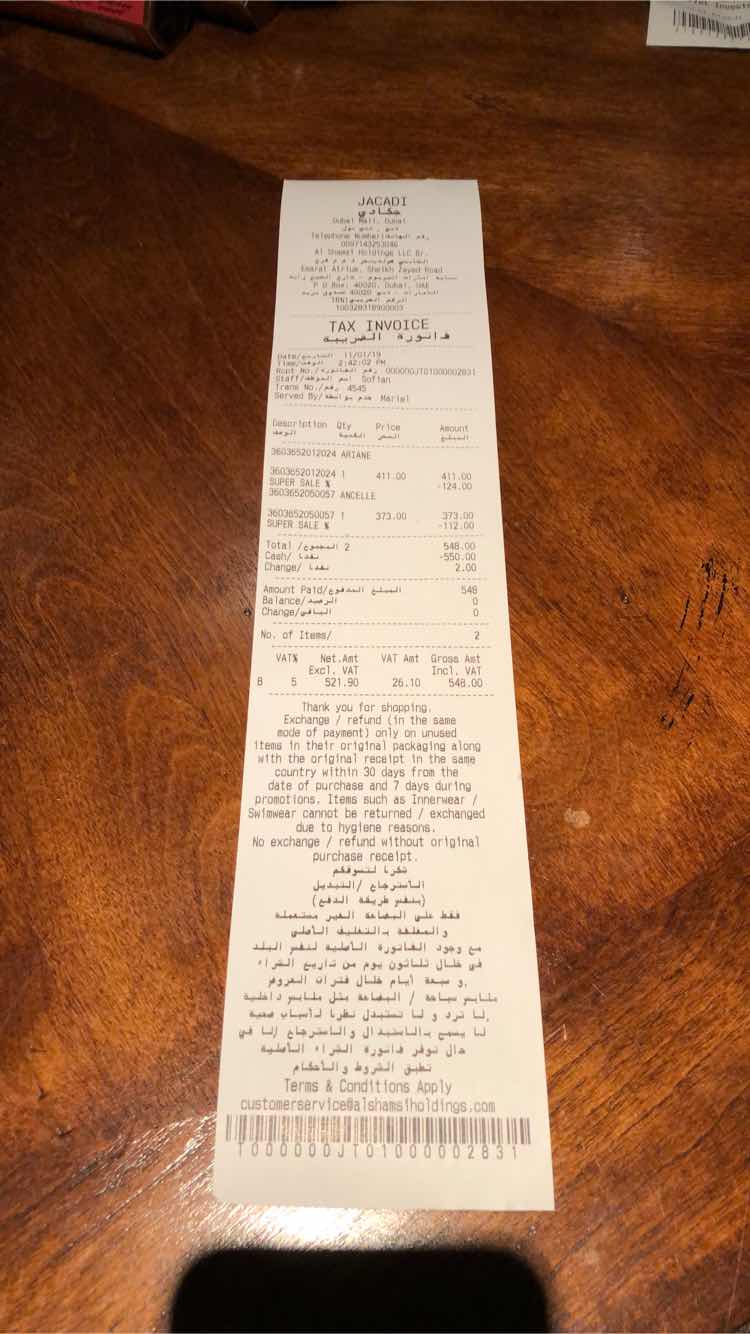 JACADI
جكادي
Dubai Mall, Dubai
دبي ، دبي مول
Telephone Number/رقم الهاتف
0097143253046
Al Shamsi Holdings LLC Br.
Emarat Atrium, Sheikh Zayed Road
P O Box: 40020, Dubai, UAE
الامارات - دبي 40020 صندوق بريد
TRN/الرقم الضريبي
100328318900003
TAX INVOICE
فاتورة الضريبية
Date/التاريخ 11/01/19
Time/الوقت 2:42:02 PM
Rcpt No./رقم الفاتورة 000000JT01000002831
Staff/اسم الموظف Sofian
Trans No./رقم 4545
Served By/خدم بواسطة Mariel
Description Qty Price Amount
الوصف الكمية السعر المبلغ
3603652012024 ARIANE
3603652012024 1 411.00 411.00
SUPER SALE % -124.00
3603652050057 ANCELLE
3603652050057 1 373.00 373.00
SUPER SALE % -112.00
Total /المجموع 2 548.00
Cash/ نقدا -550.00
Change/ نقدا 2.00
Amount Paid/المبلغ المدفوع 548
Balance/الرصيد 0
Change/الباقي 0
No. of Items/ 2
VAT% Net.Amt VAT Amt Gross Amt
Excl. VAT Incl. VAT
B 5 521.90 26.10 548.00
Thank you for shopping.
Exchange / refund (in the same
mode of payment) only on unused
items in their original packaging along
with the original receipt in the same
country within 30 days from the
date of purchase and 7 days during
promotions. Items such as Innerwear /
Swimwear cannot be returned / exchanged
due to hygiene reasons.
No exchange / refund without original
purchase receipt.
شكرا لتسوقكم
الأسترجاع /التبديل
(بنفس طريقة الدفع)
فقط على البضاعة الغير مستعملة
والمغلفة بالتغليف الأصلي
مع وجود الفاتورة الأصلية لنفس البلد
في خلال ثلاثون يوم من تاريع الشراء
و سبعة أيام خلال فترات العروض,
ملابس سباحة / البضاعة مثل ملابس داخلية
لا ترد و لا تستبدل نظرا لأسباب صحية,
لا يسمح بالاستبدال والاسترجاع إلا في
حال توفر فاتورة الشراء الأصلية
تطبق الشروط والأحكام
Terms & Conditions Apply
customerservice@alshamsiholdings.com
T000000JT01000002831